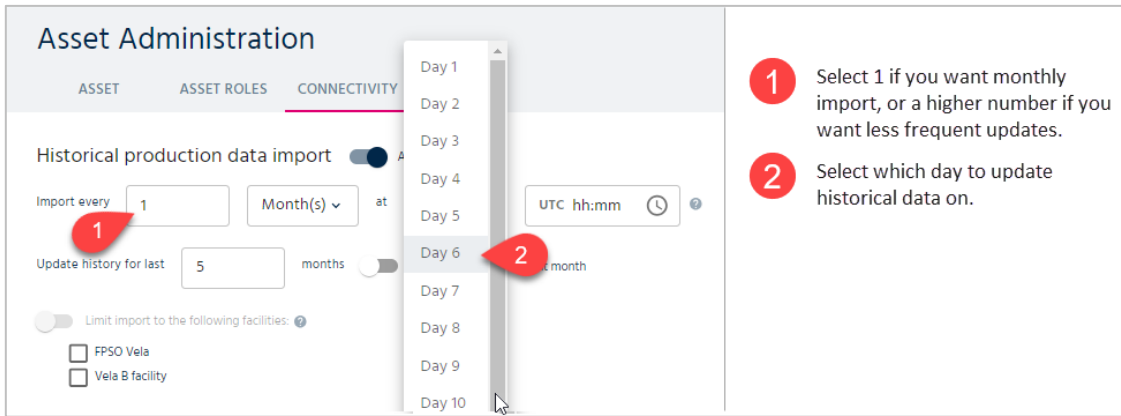 Asset Administration
ASSET ASSET ROLES CONNECTIVITY
Historical production data import
Import every 1 Month(s) at UTC hh:mm ?
1
Update history for last 5 months t month
Limit import to the following facilities: ?
FPSO Vela
Vela B facility
Day 1
Day 2
Day 3
Day 4
Day 5
Day 6
2
Day 7
Day 8
Day 9
Day 10
1 Select 1 if you want monthly
import, or a higher number if you
want less frequent updates.
2 Select which day to update
historical data on.